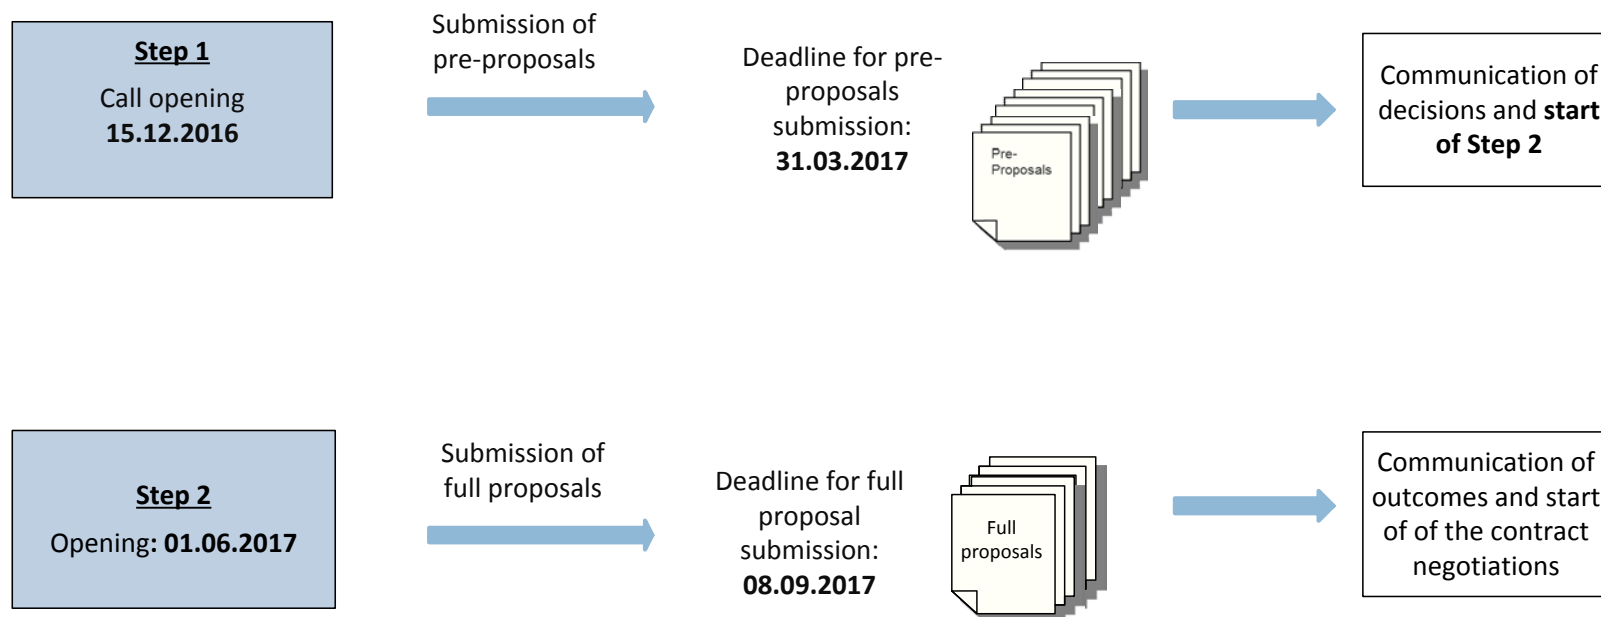 Step 1
Call opening
15.12.2016
Submission of
pre-proposals
Deadline for pre-
proposals
submission:
31.03.2017
Pre-
Proposals
Communication of
decisions and start
of Step 2
Step 2
Opening: 01.06.2017
Submission of
full proposals
Deadline for full
proposal
submission:
08.09.2017
Full
proposals
Communication of
outcomes and start
of of the contract
negotiations